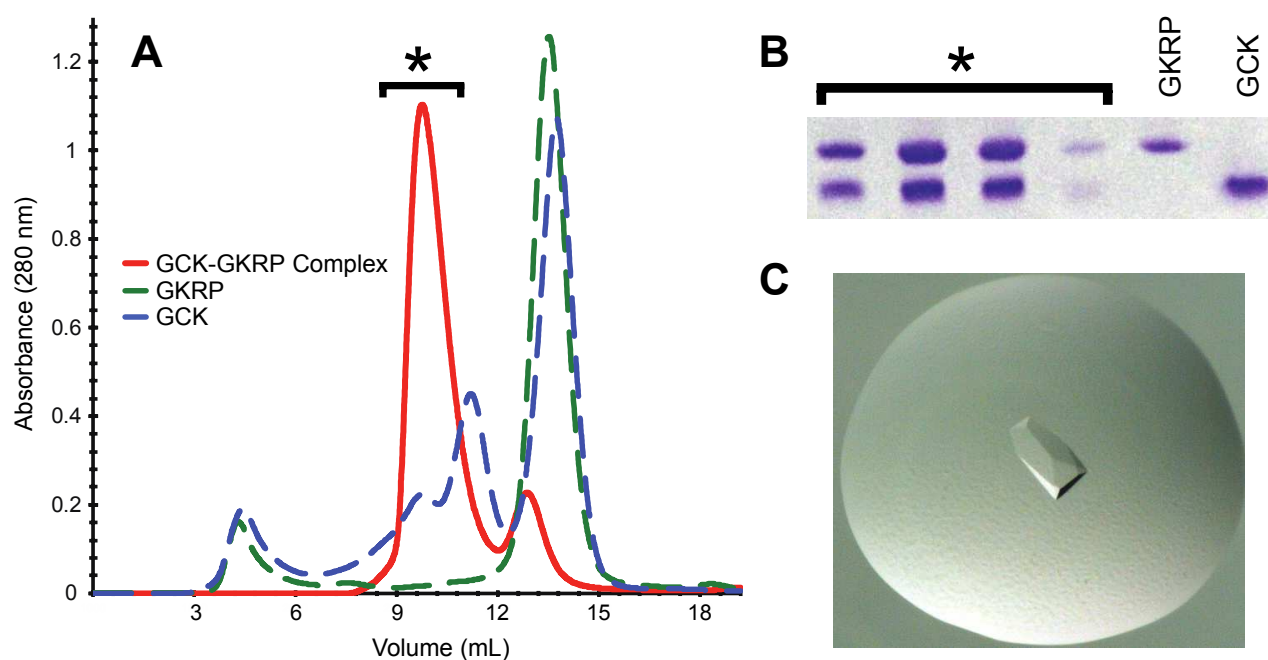 A
*
1.2
1
0.8
0.6
0.4
0.2
0
Absorbance (280 nm)
GCK-GKRP Complex
GKRP
GCK
3 6 9 12 15 18
Volume (mL)
B
*
GKRP
GCK
C